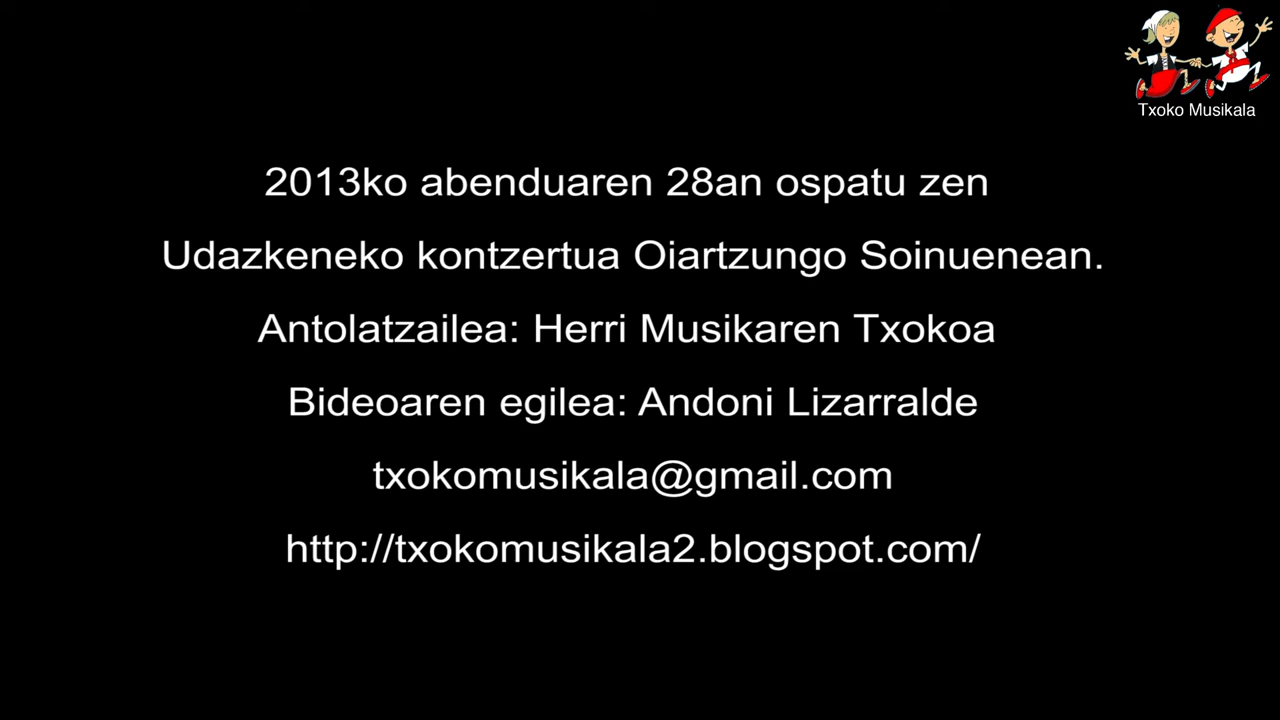 Txoko Musikala
2013ko abenduaren 28an ospatu zen
Udazkeneko kontzertua Oiartzungo Soinuenean.
Antolatzailea: Herri Musikaren Txokoa
Bideoaren egilea: Andoni Lizarralde
txokomusikala@gmail.com
http://txokomusikala2.blogspot.com/